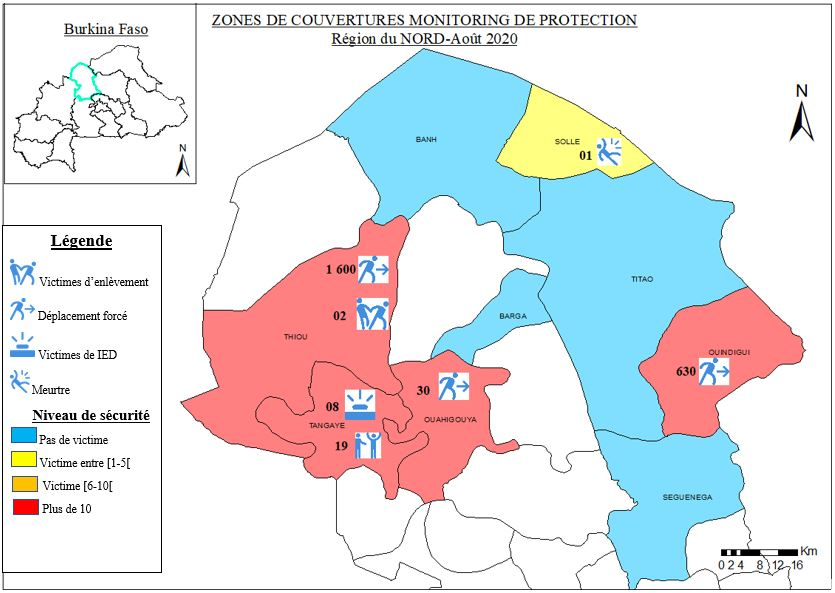 ZONES DE COUVERTURES MONITORING DE PROTECTION
Région du NORD-Août 2020
Burkina Faso
N
N
BANH
SOLLE
01
TITAO
BARGA
1 600
02
THIOU
OUINDIGUI
630
30
OUAHIGOUYA
08
TANGAYE
19
SEGUENEGA
Légende
Victimes d'enlèvement
Déplacement forcé
Victimes de IED
Meurtre
Niveau de sécurité
Pas de victime
Victime entre [1-5[
Victime [6-10[
Plus de 10
Km
0 2 4 8 12 16